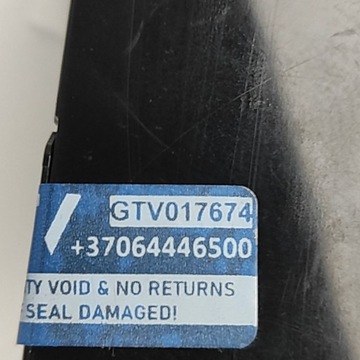 GTV017674
+37064446500
TY VOID & NO RETURNS
SEAL DAMAGED!